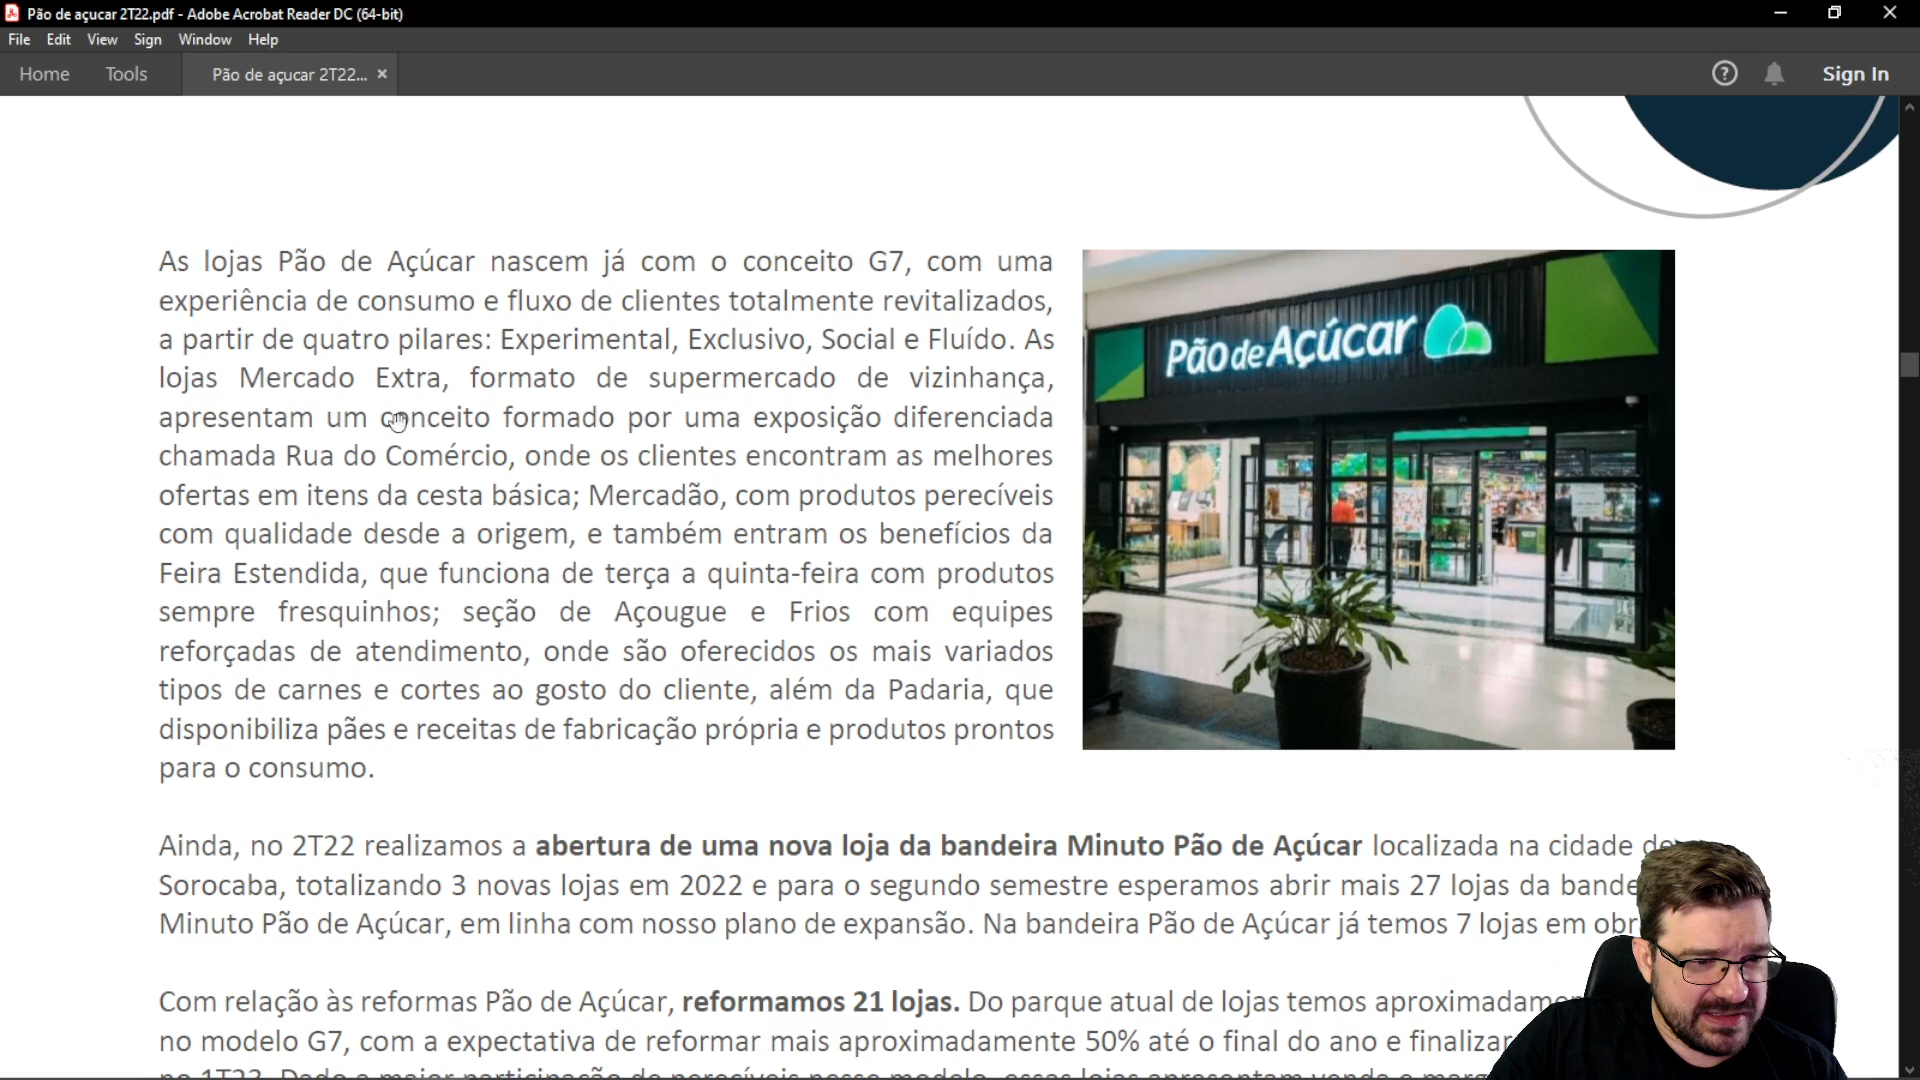 Pão de açucar 2T22.pdf - Adobe Acrobat Reader DC (64-bit)
File Edit View Sign Window Help
Home Tools Pão de açucar 2T22... × Sign In
As lojas Pão de Açúcar nascem já com o conceito G7, com uma
experiência de consumo e fluxo de clientes totalmente revitalizados,
a partir de quatro pilares: Experimental, Exclusivo, Social e Fluído. As
lojas Mercado Extra, formato de supermercado de vizinhança,
apresentam um conceito formado por uma exposição diferenciada
chamada Rua do Comércio, onde os clientes encontram as melhores
ofertas em itens da cesta básica; Mercadão, com produtos perecíveis
com qualidade desde a origem, e também entram os benefícios da
Feira Estendida, que funciona de terça a quinta-feira com produtos
sempre fresquinhos; seção de Açougue e Frios com equipes
reforçadas de atendimento, onde são oferecidos os mais variados
tipos de carnes e cortes ao gosto do cliente, além da Padaria, que
disponibiliza pães e receitas de fabricação própria e produtos prontos
para o consumo.
Pão de Açúcar
Ainda, no 2T22 realizamos a abertura de uma nova loja da bandeira Minuto Pão de Açúcar localizada na cidade de
Sorocaba, totalizando 3 novas lojas em 2022 e para o segundo semestre esperamos abrir mais 27 lojas da
Minuto Pão de Açúcar, em linha com nosso plano de expansão. Na bandeira Pão de Açúcar já temos 7 lojas em
Com relação às reformas Pão de Açúcar, reformamos 21 lojas. Do parque atual de lojas temos
no modelo G7, com a expectativa de reformar mais aproximadamente 50% até o final do ano e finalizar